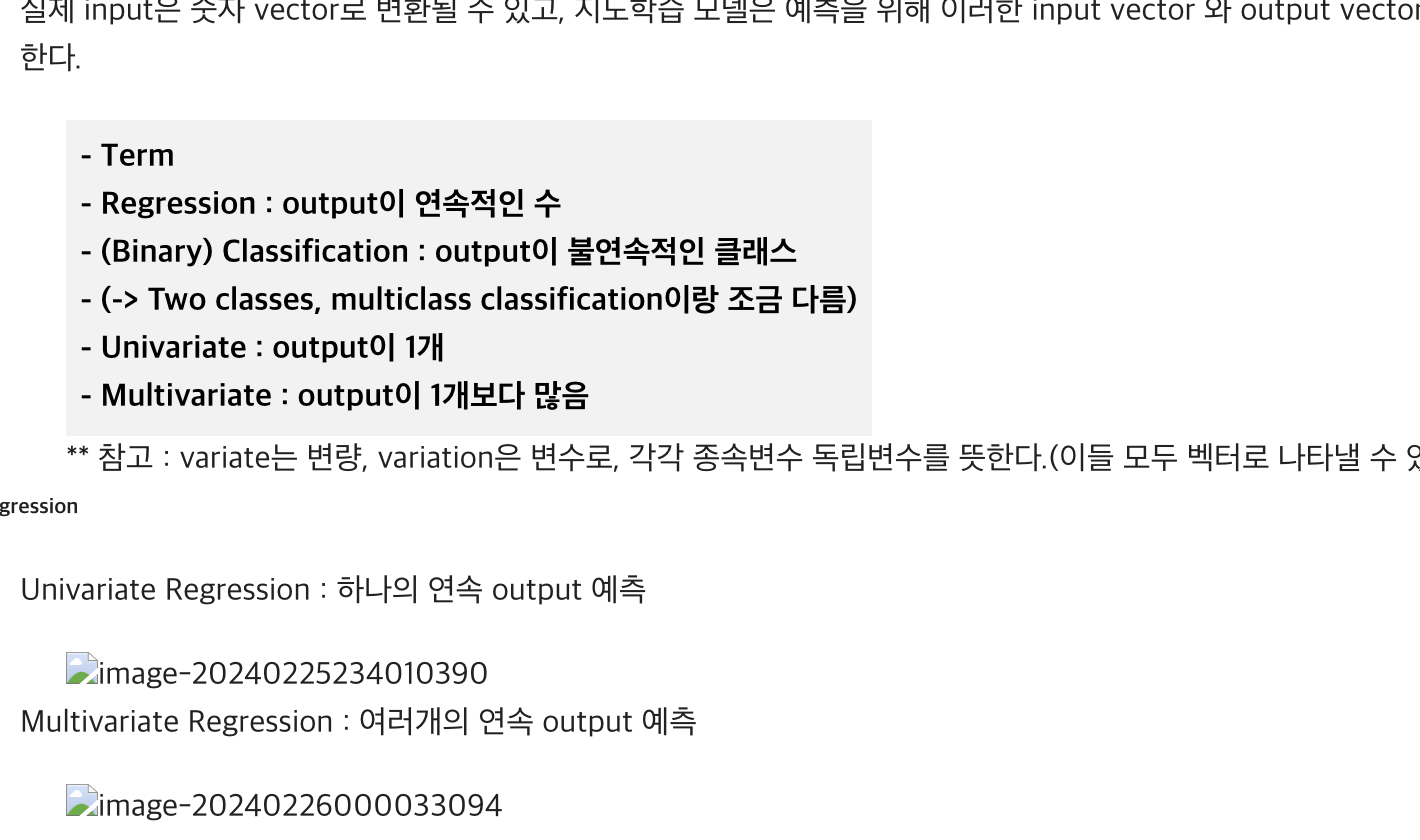 실제 input은 숫자 vector로 변환될 수 있고, 지도학습 모델은 예측을 위해 이러한 input vector 와 output vector
한다.
- Term
- Regression : output이 연속적인 수
- (Binary) Classification : output이 불연속적인 클래스
- (-> Two classes, multiclass classification이랑 조금 다름)
- Univariate : output이 1개
- Multivariate : output이 1개보다 많음
** 참고 : variate는 변량, variation은 변수로, 각각 종속변수 독립변수를 뜻한다.(이들 모두 벡터로 나타낼 수
gression
Univariate Regression : 하나의 연속 output 예측
image-20240225234010390
Multivariate Regression : 여러개의 연속 output 예측
image-20240226000033094